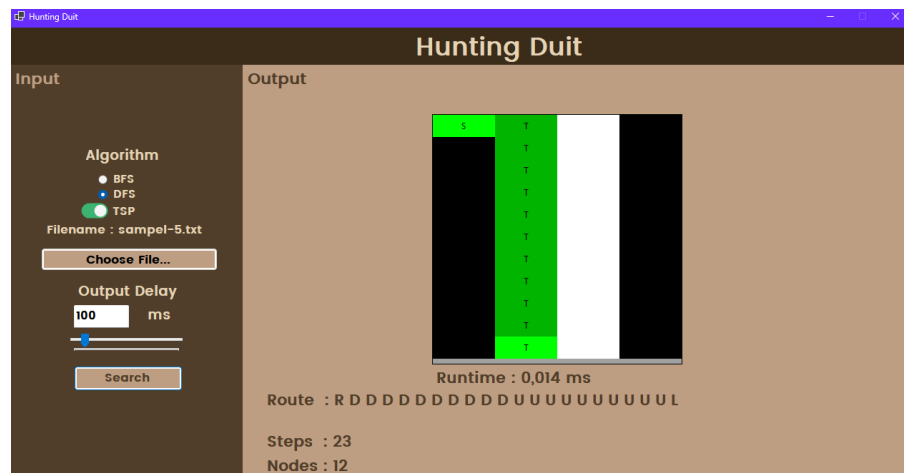 Hunting Duit
Hunting Duit
Input
Output
Algorithm
BFS
DFS
TSP
Filename : sampel-5.txt
Choose File...
Output Delay
100 ms
Search
S T
T
T
T
T
T
T
T
T
T
T
Runtime : 0,014 ms
Route : R D D D D D D D D D D U U U U U U U U U U L
Steps : 23
Nodes : 12